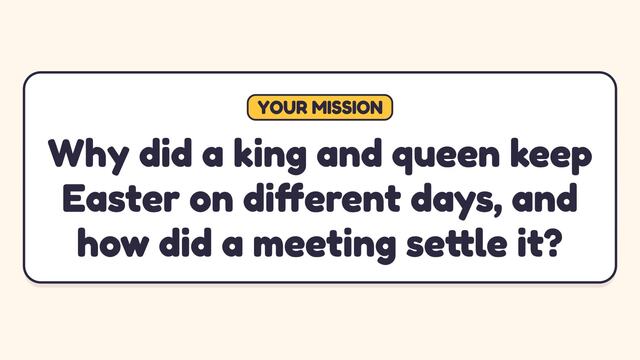 YOUR MISSION
Why did a king and queen keep
Easter on different days, and
how did a meeting settle it?